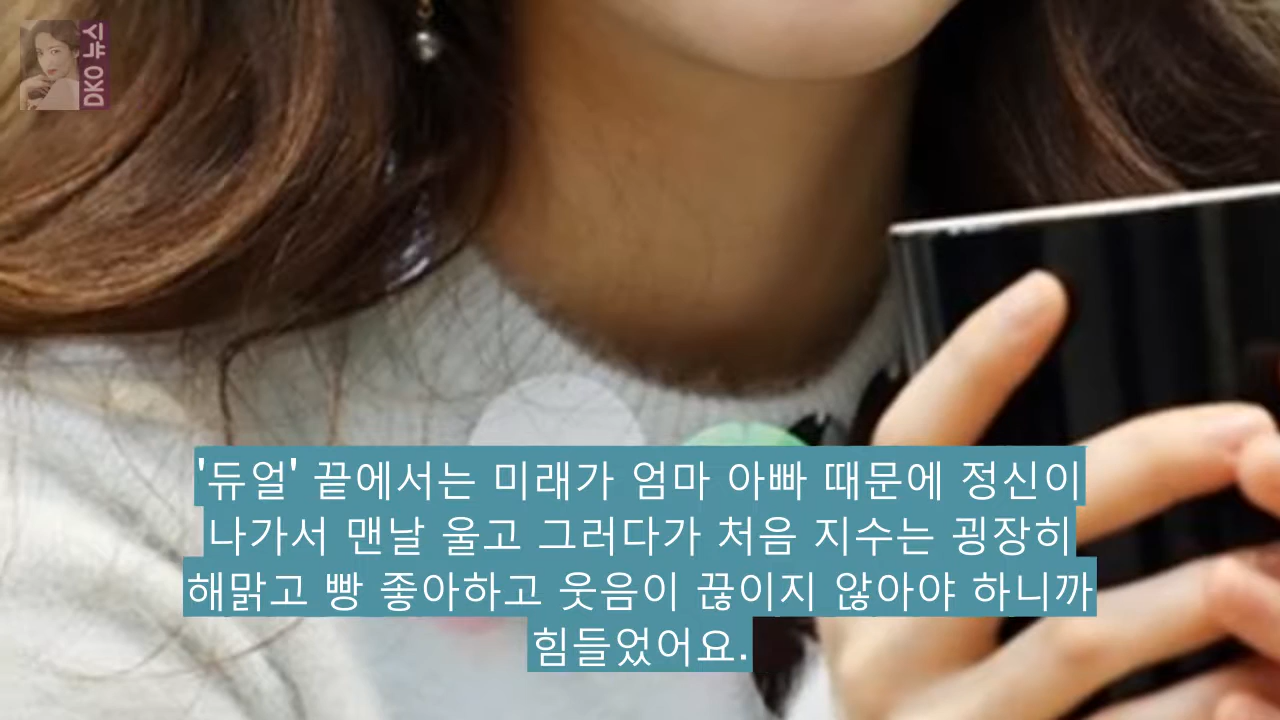 DKO 뉴스
'듀얼' 끝에서는 미래가 엄마 아빠 때문에 정신이
나가서 맨날 울고 그러다가 처음 지수는 굉장히
해맑고 빵 좋아하고 웃음이 끊이지 않아야 하니까
힘들었어요.